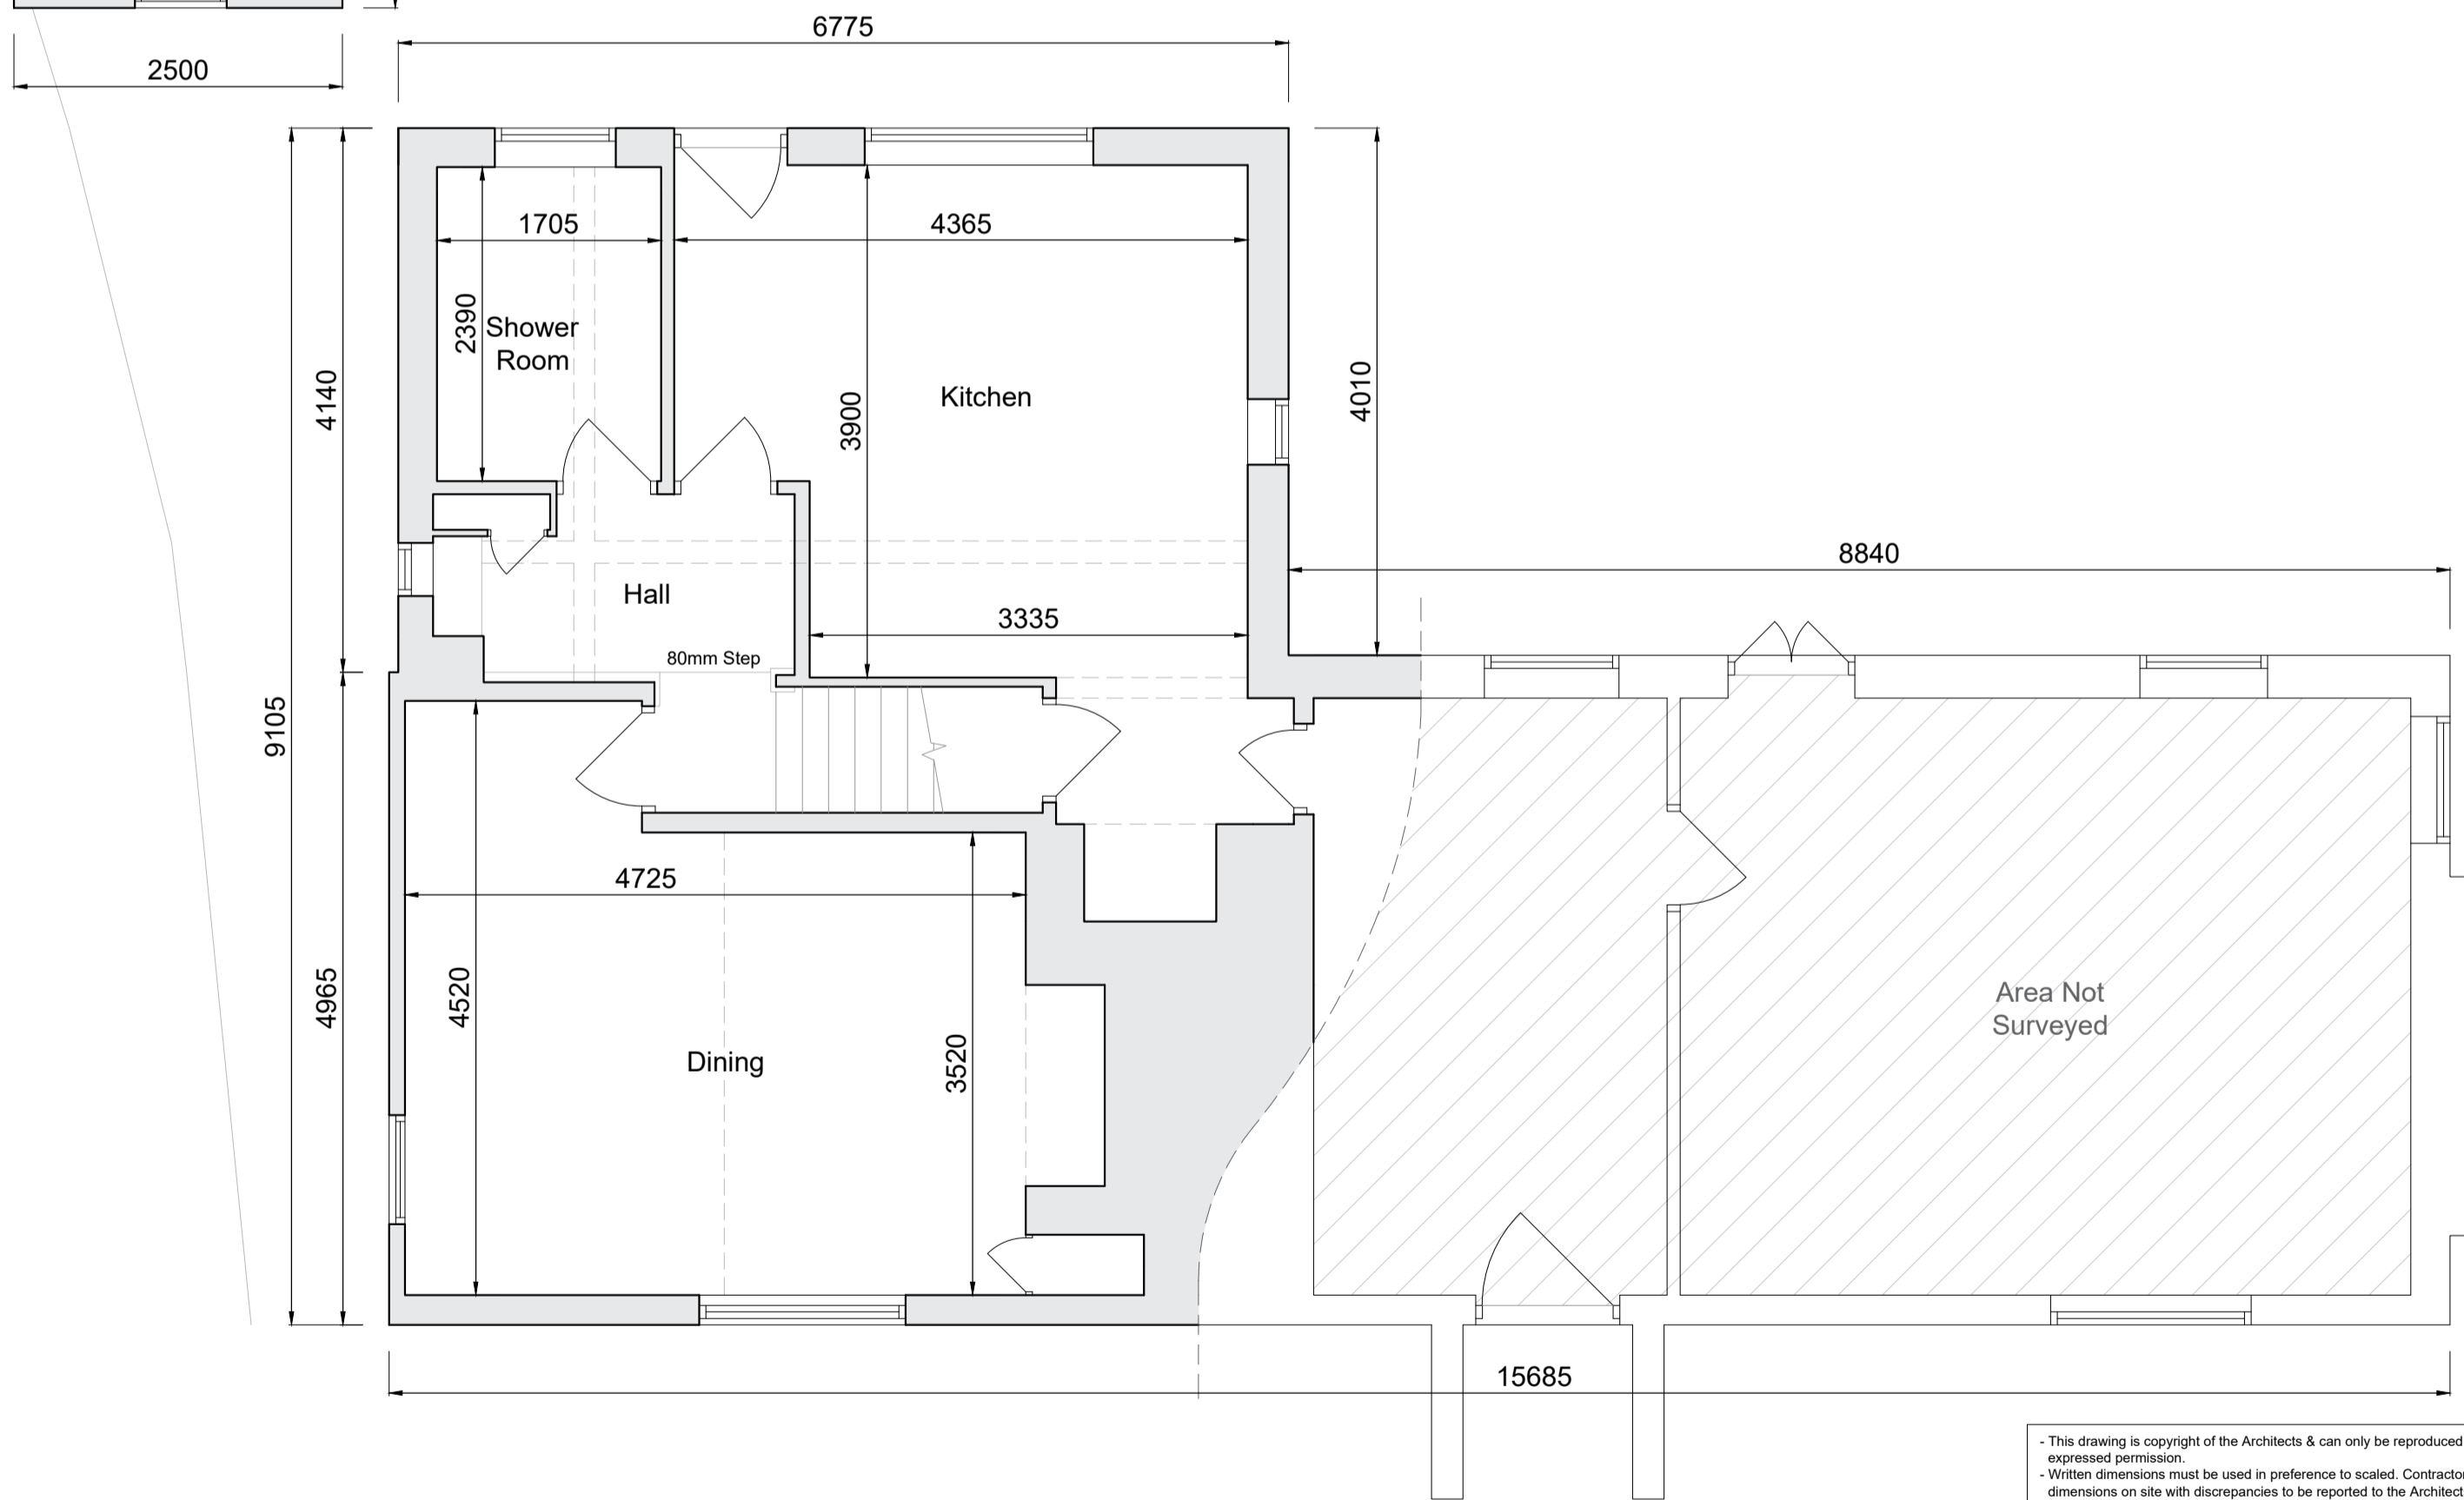 6775
2500
1705
4365
2390
Shower
Room
Kitchen
3900
4140
4010
8840
Hall
3335
80mm Step
9105
4725
4520
4965
3520
Dining
Area Not
Surveyed
15685
- This drawing is copyright of the Architects & can only be reproduced
expressed permission.
- Written dimensions must be used in preference to scaled. Contractor
dimensions on site with discrepancies to be reported to the Architect